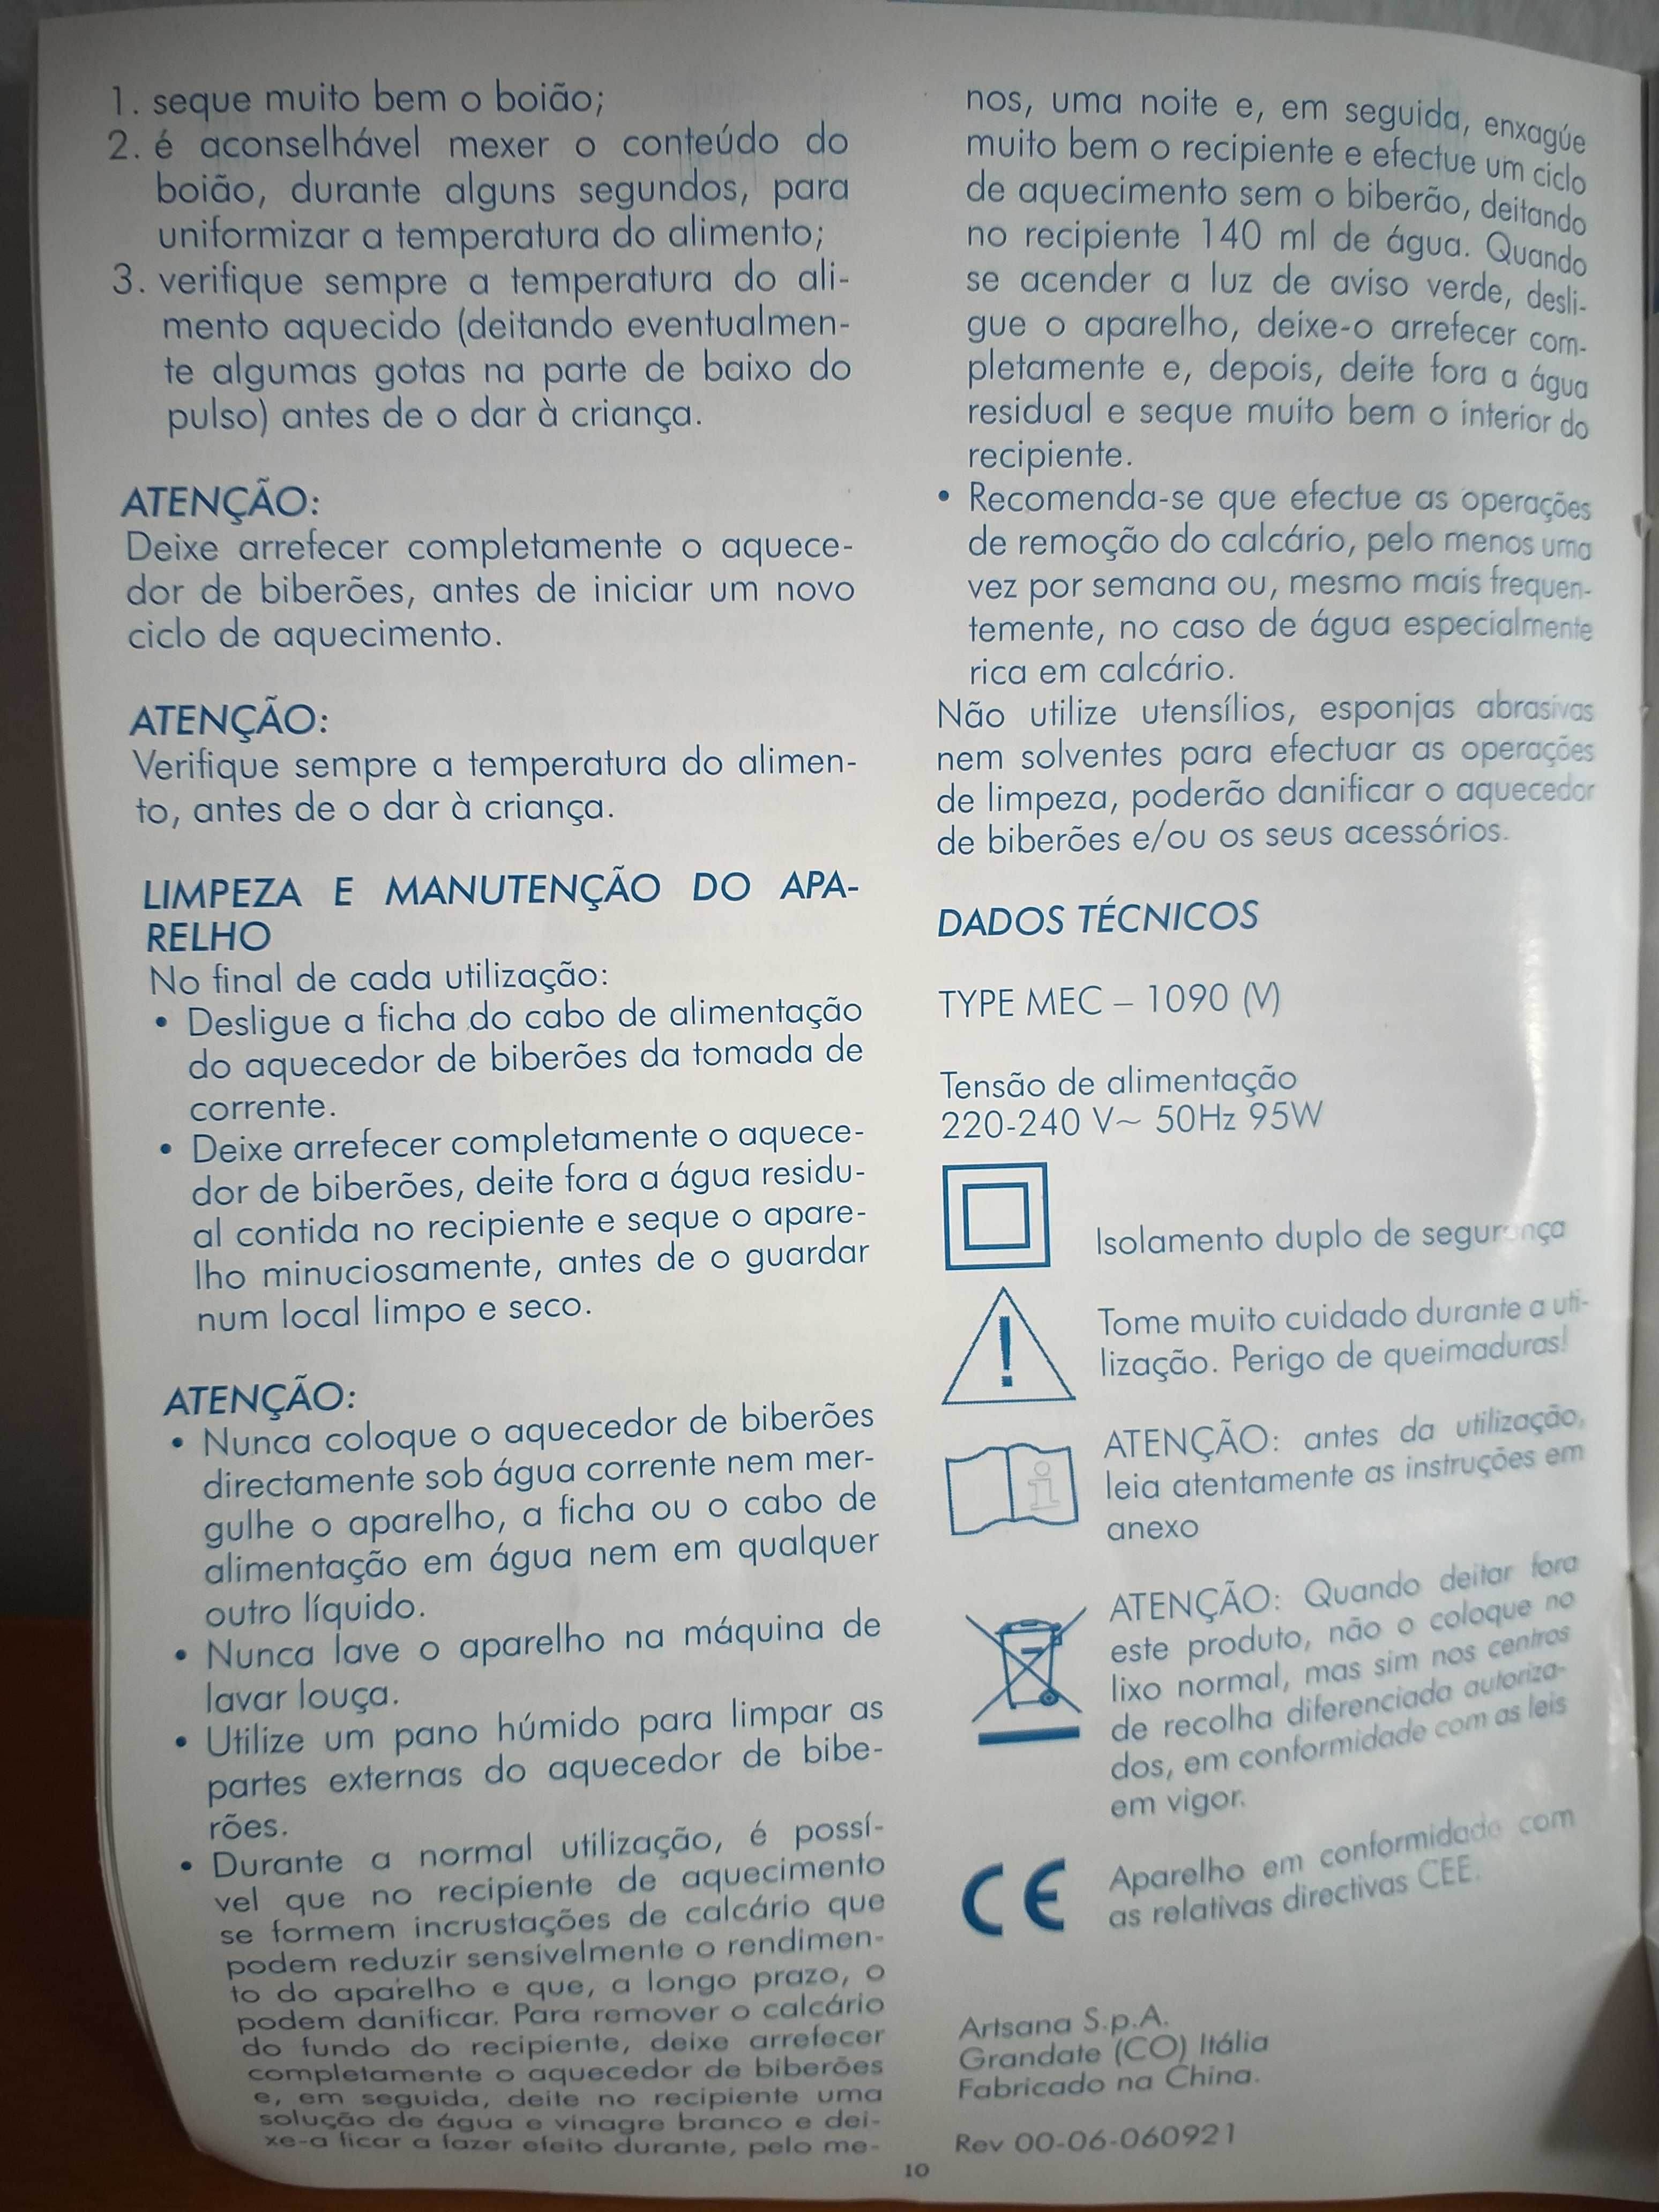 1. seque muito bem o boião;
2. é aconselhável mexer o conteúdo do
boião, durante alguns segundos, para
uniformizar a temperatura do alimento;
3. verifique sempre a temperatura do ali-
mento aquecido (deitando eventualmen-
te algumas gotas na parte de baixo do
pulso) antes de o dar à criança.
ATENÇÃO:
Deixe arrefecer completamente o aquece-
dor de biberões, antes de iniciar um novo
ciclo de aquecimento.
ATENÇÃO:
Verifique sempre a temperatura do alimen-
to, antes de o dar à criança.
LIMPEZA E MANUTENÇÃO DO APA-
RELHO
No final de cada utilização:
• Desligue a ficha do cabo de alimentação
do aquecedor de biberões da tomada de
corrente.
• Deixe arrefecer completamente o aquece-
dor de biberões, deite fora a água residu-
al contida no recipiente e seque o apare-
lho minuciosamente, antes de o guardar
num local limpo e seco.
ATENÇÃO:
• Nunca coloque o aquecedor de biberões
directamente sob água corrente nem mer-
gulhe o aparelho, a ficha ou o cabo de
alimentação em água nem em qualquer
outro líquido.
• Nunca lave o aparelho na máquina de
lavar louça.
• Utilize um pano húmido para limpar as
partes externas do aquecedor de bibe-
rões.
• Durante a normal utilização, é possí-
vel que no recipiente de aquecimento
se formem incrustações de calcário que
podem reduzir sensivelmente o rendimen-
to do aparelho e que, a longo prazo, o
podem danificar. Para remover o calcário
do fundo do recipiente, deixe arrefecer
completamente o aquecedor de biberões
e, em seguida, deite no recipiente uma
solução de água e vinagre branco e dei-
xe-a ficar a fazer efeito durante, pelo me-
nos, uma noite e, em seguida, enxagúe
muito bem o recipiente e efectue um ciclo
de aquecimento sem o biberão, deitando
no recipiente 140 ml de água. Quando
se acender a luz de aviso verde, desli-
gue o aparelho, deixe-o arrefecer com-
pletamente e, depois, deite fora a água
residual e seque muito bem o interior do
recipiente.
• Recomenda-se que efectue as operações
de remoção do calcário, pelo menos uma
vez por semana ou, mesmo mais frequen-
temente, no caso de água especialmente
rica em calcário.
Não utilize utensílios, esponjas abrasivas
nem solventes para efectuar as operações
de limpeza, poderão danificar o aquecedor
de biberões e/ou os seus acessórios.
DADOS TÉCNICOS
TYPE MEC – 1090 (V)
Tensão de alimentação
220-240 V~ 50Hz 95W
Isolamento duplo de segurança
Tome muito cuidado durante a uti-
lização. Perigo de queimaduras!
ATENÇÃO: antes da utilização,
leia atentamente as instruções em
anexo
ATENÇÃO: Quando deitar fora
este produto, não o coloque no
lixo normal, mas sim nos centros
de recolha diferenciada autoriza-
dos, em conformidade com as leis
em vigor.
CE
Aparelho em conformidade com
as relativas directivas CEE.
Artsana S.p.A.
Grandate (CO) Itália
Fabricado na China.
Rev 00-06-060921
10